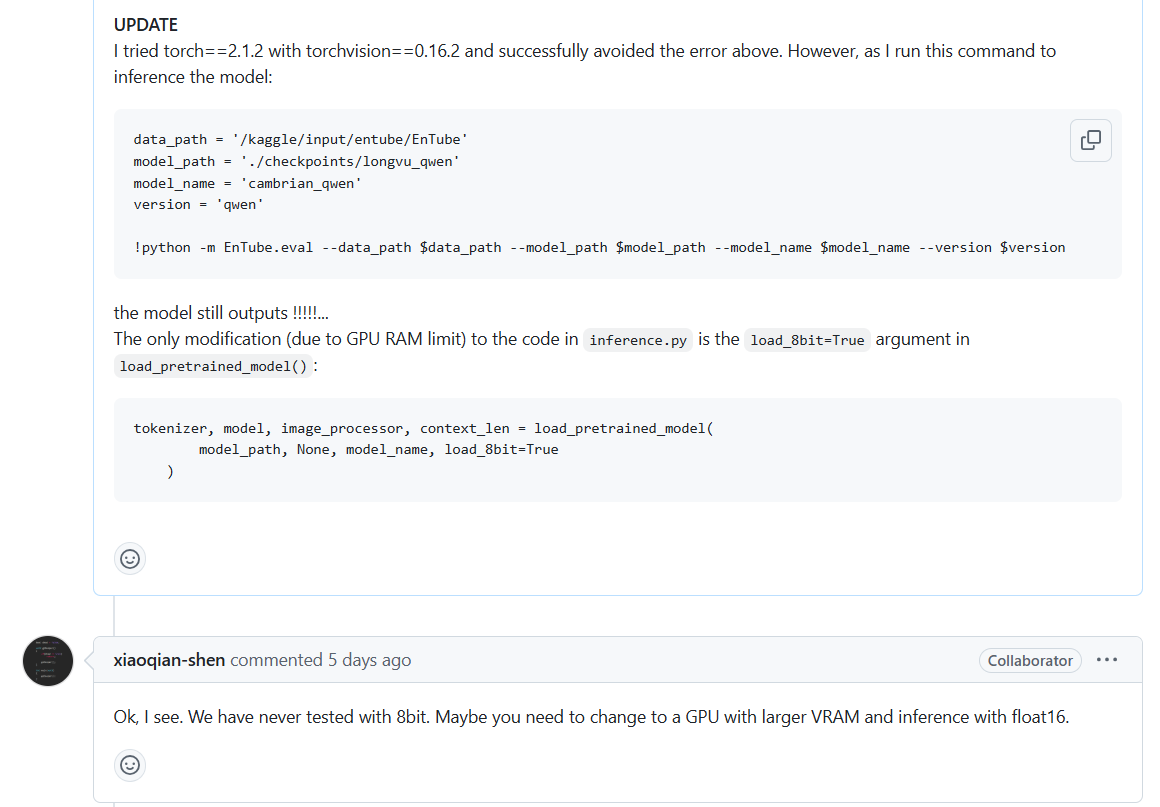 UPDATE
I tried torch==2.1.2 with torchvision==0.16.2 and successfully avoided the error above. However, as I run this command to
inference the model:
data_path = '/kaggle/input/entube/EnTube'
model_path = './checkpoints/longvu_qwen'
model_name = 'cambrian_qwen'
version = 'qwen'
!python -m EnTube.eval --data_path $data_path --model_path $model_path --model_name $model_name --version $version
the model still outputs !!!!!...
The only modification (due to GPU RAM limit) to the code in inference.py is the load_8bit=True argument in
load_pretrained_model():
tokenizer, model, image_processor, context_len = load_pretrained_model(
        model_path, None, model_name, load_8bit=True
    )
xiaoqian-shen commented 5 days ago Collaborator
Ok, I see. We have never tested with 8bit. Maybe you need to change to a GPU with larger VRAM and inference with float16.